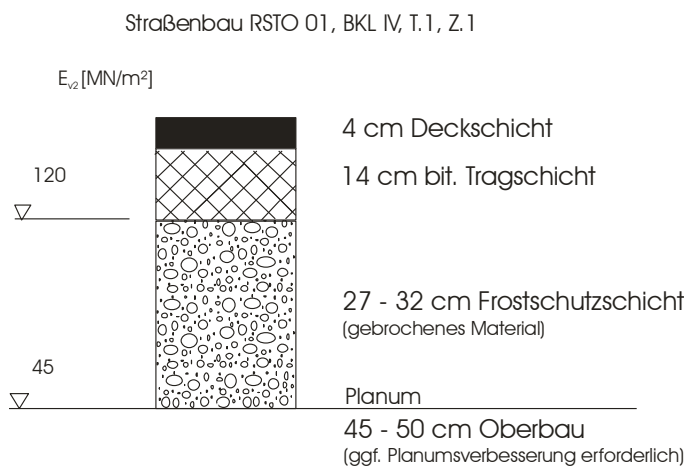 Straßenbau RSTO 01, BKL IV, T.1, Z.1
Ev2 [MN/m²]
4 cm Deckschicht
120
14 cm bit. Tragschicht
27 - 32 cm Frostschutzschicht
(gebrochenes Material)
45
Planum
45 - 50 cm Oberbau
(ggf. Planumsverbesserung erforderlich)